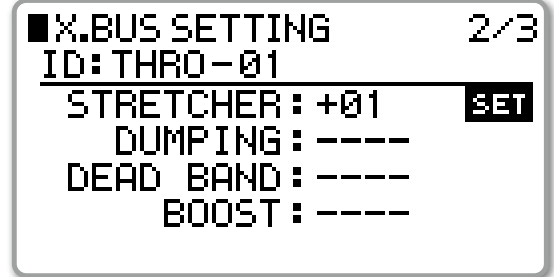 ■X.BUS SETTING 2/3
ID:THRO-01
STRETCHER:+01 SET
DUMPING:----
DEAD BAND:----
BOOST:----